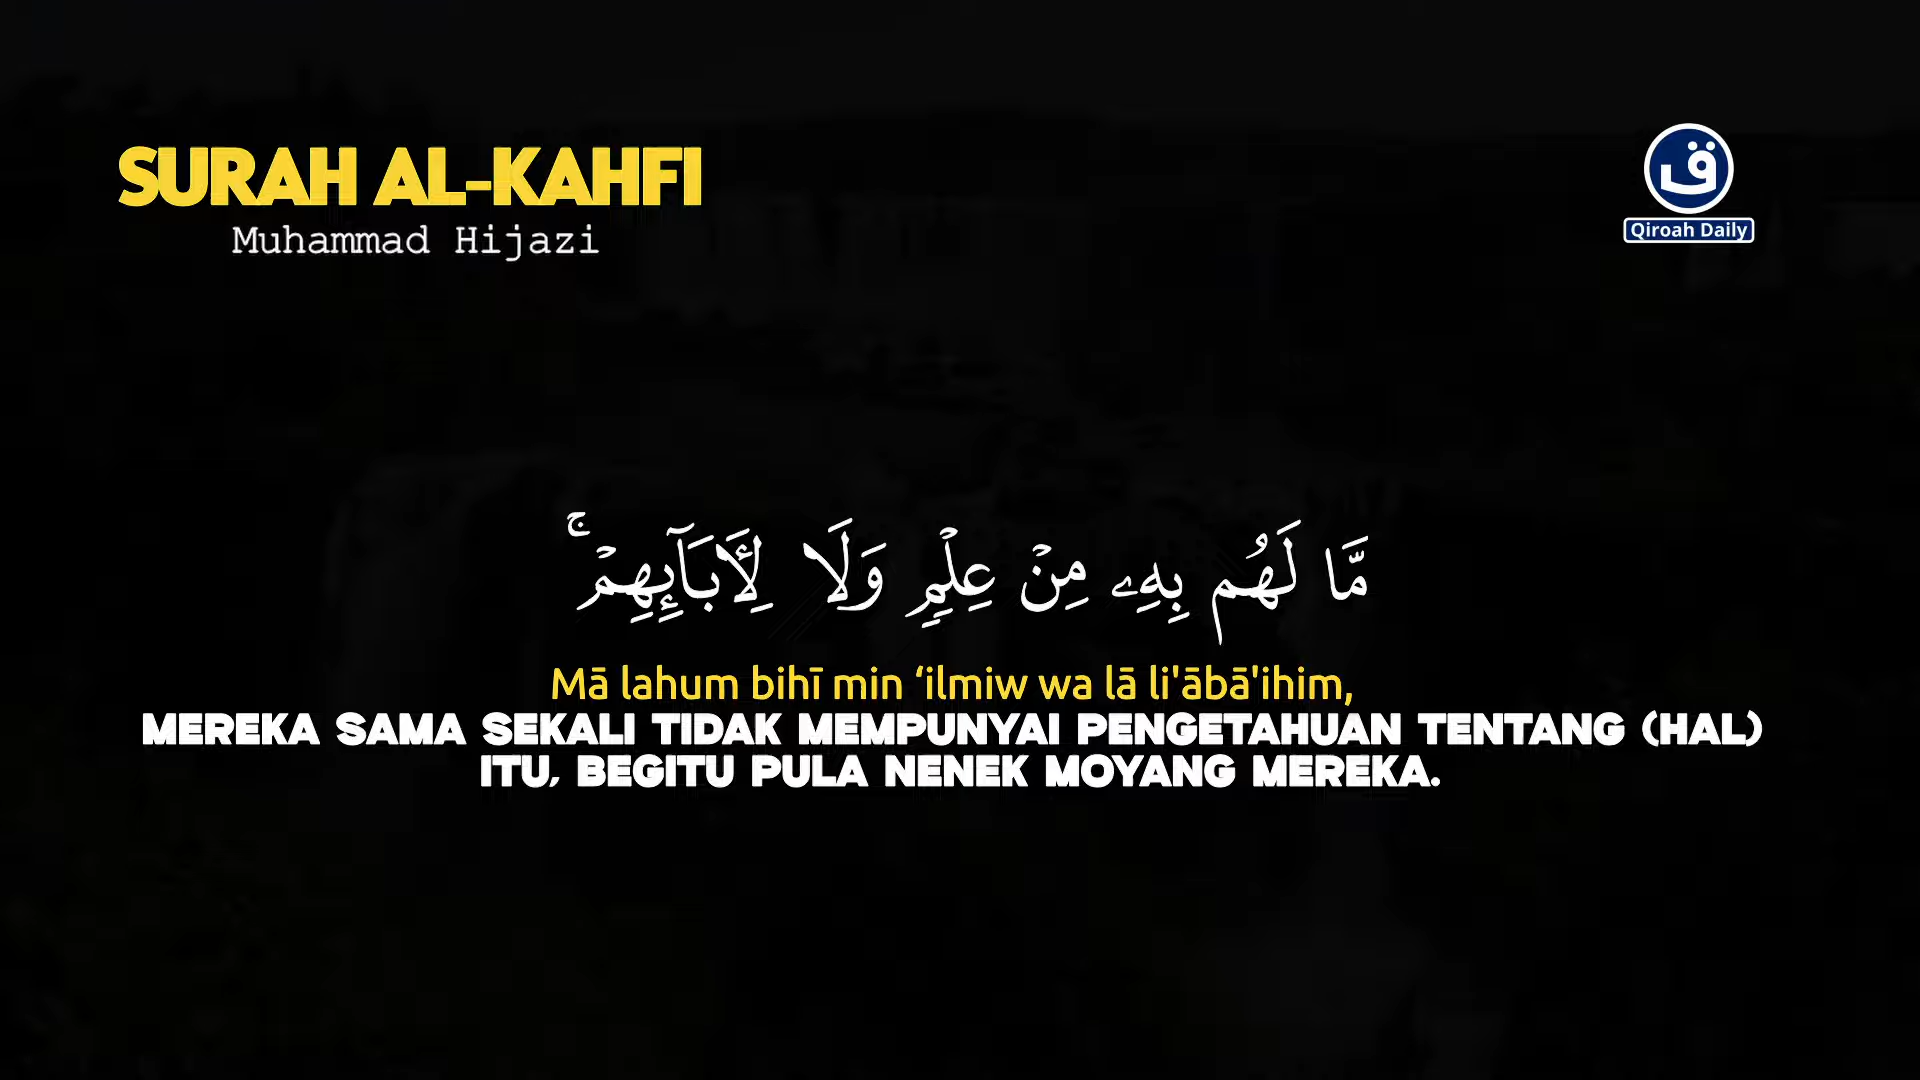 SURAH AL-KAHFI
Muhammad Hijazi
ق
Qiroah Daily
مَّا لَهُم بِهِۦ مِنْ عِلْمٍ وَلَا لِأَبَآئِهِمْ ۚ
Mā lahum bihī min ‘ilmiw wa lā li'ābā'ihim,
MEREKA SAMA SEKALI TIDAK MEMPUNYAI PENGETAHUAN TENTANG (HAL)
ITU, BEGITU PULA NENEK MOYANG MEREKA.